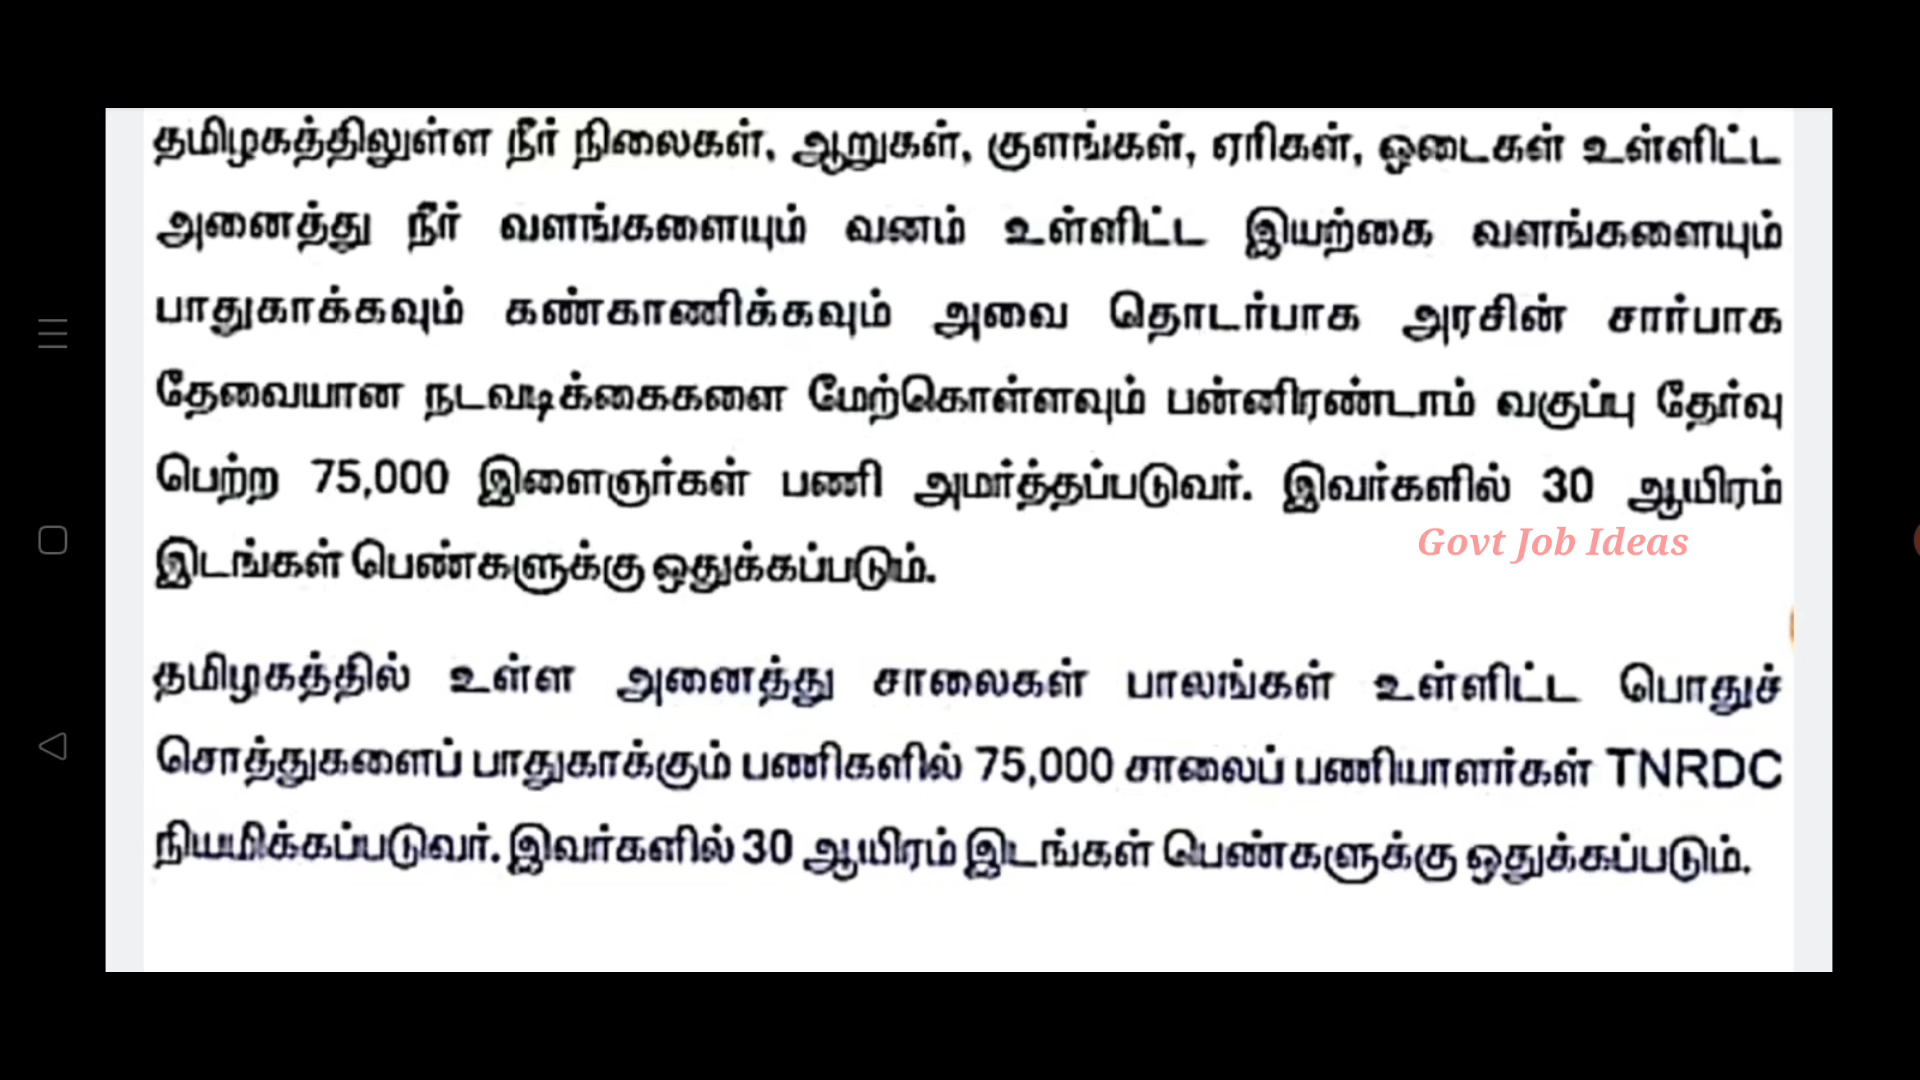 தமிழகத்திலுள்ள நீர் நிலைகள், ஆறுகள், குளங்கள், ஏரிகள், ஓடைகள் உள்ளிட்ட
அனைத்து நீர் வளங்களையும் வனம் உள்ளிட்ட இயற்கை வளங்களையும்
பாதுகாக்கவும் கண்காணிக்கவும் அவை தொடர்பாக அரசின் சார்பாக
தேவையான நடவடிக்கைகளை மேற்கொள்ளவும் பன்னிரண்டாம் வகுப்பு தேர்வு
பெற்ற 75,000 இளைஞர்கள் பணி அமர்த்தப்படுவர். இவர்களில் 30 ஆயிரம்
இடங்கள் பெண்களுக்கு ஒதுக்கப்படும்.
Govt Job Ideas
தமிழகத்தில் உள்ள அனைத்து சாலைகள் பாலங்கள் உள்ளிட்ட பொதுச்
சொத்துகளைப் பாதுகாக்கும் பணிகளில் 75,000 சாலைப் பணியாளர்கள் TNRDC
நியமிக்கப்படுவர். இவர்களில் 30 ஆயிரம் இடங்கள் பெண்களுக்கு ஒதுக்கப்படும்.